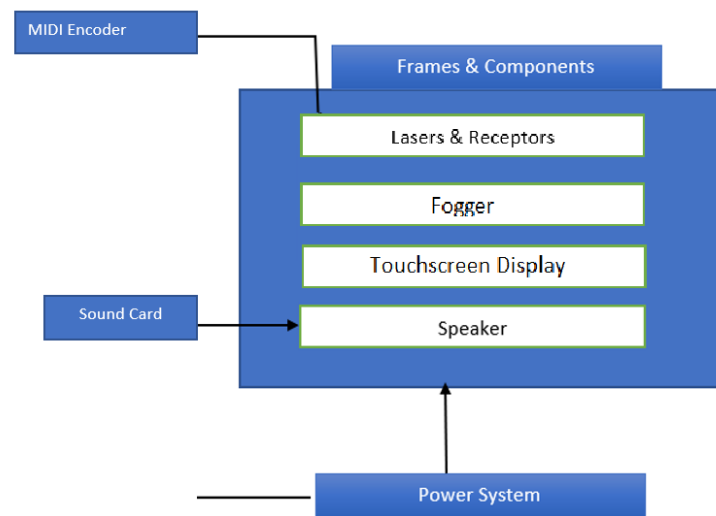 MIDI Encoder
Frames & Components
Lasers & Receptors
Fogger
Touchscreen Display
Sound Card
Speaker
Power System